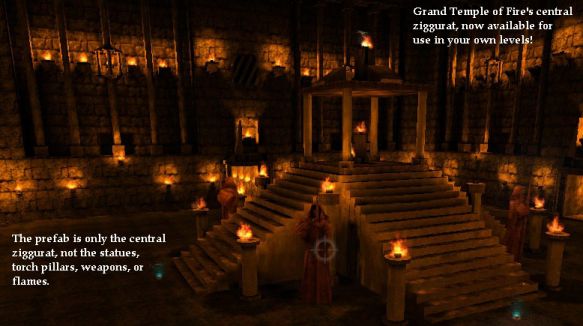 Grand Temple of Fire's central
ziggurat, now available for
use in your own levels!
The prefab is only the central
ziggurat, not the statues,
torch pillars, weapons, or
flames.